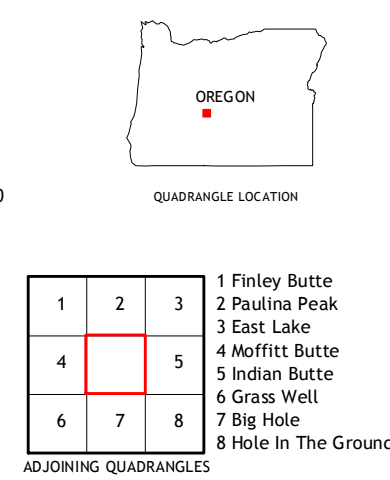 OREGON
0
QUADRANGLE LOCATION
1 2 3
4 5
6 7 8
1 Finley Butte
2 Paulina Peak
3 East Lake
4 Moffitt Butte
5 Indian Butte
6 Grass Well
7 Big Hole
8 Hole In The Ground
ADJOINING QUADRANGLES